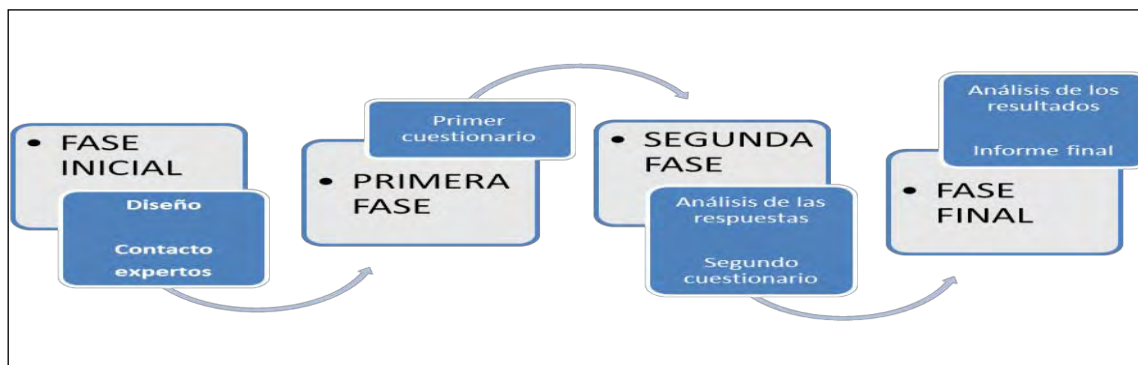 • FASE
INICIAL
Diseño
Contacto
expertos
Primer
cuestionario
• PRIMERA
FASE
• SEGUNDA
FASE
Análisis de las
respuestas
Segundo
cuestionario
Análisis de los
resultados
Informe final
• FASE
FINAL